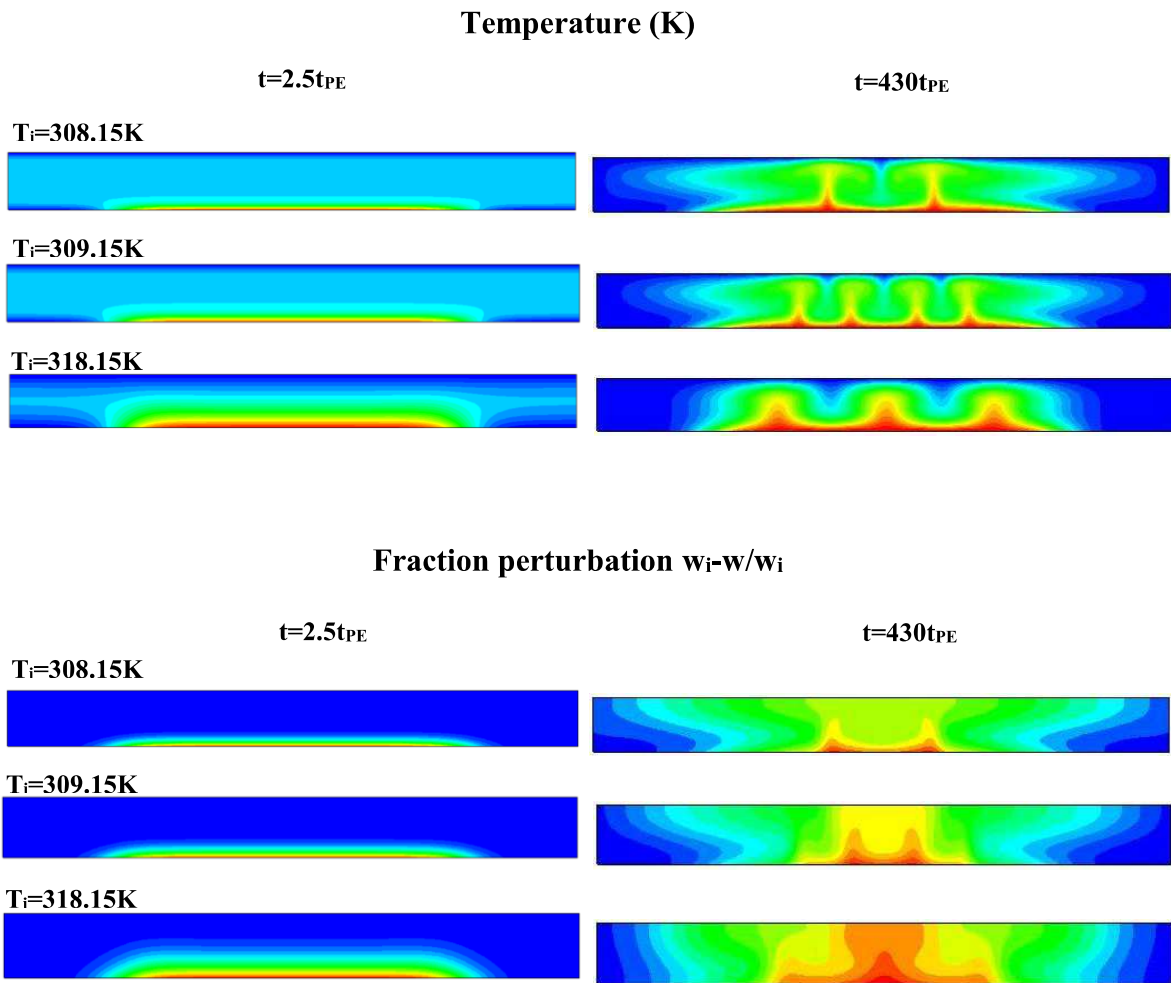 Temperature (K)
t=2.5tPE t=430tPE
Ti=308.15K
Ti=309.15K
Ti=318.15K
Fraction perturbation wi-w/wi
t=2.5tPE t=430tPE
Ti=308.15K
Ti=309.15K
Ti=318.15K